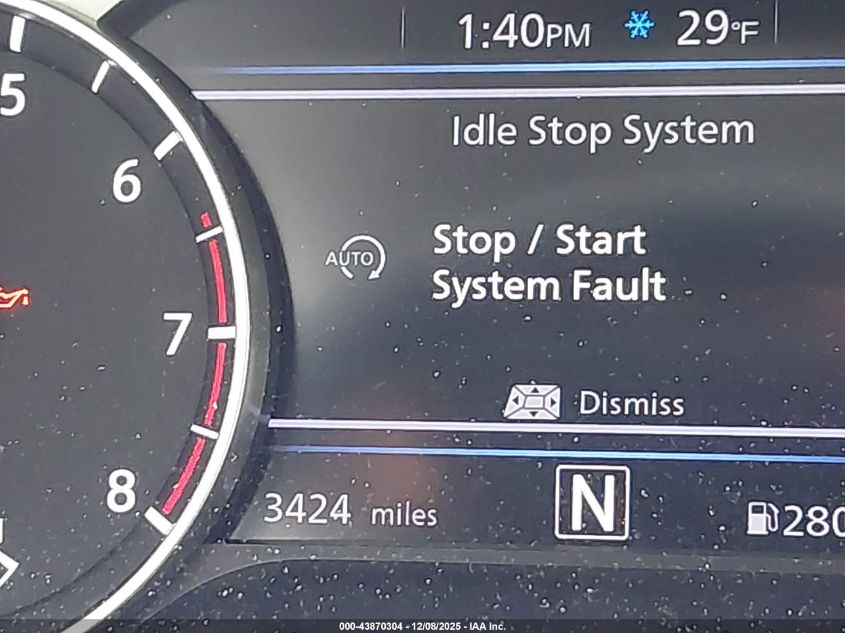 1:40PM 29°F
5
Idle Stop System
6
Stop / Start
AUTO
System Fault
7
Dismiss
8
3424 miles N 280
000-43870304 - 12/08/2025 - IAA Inc.